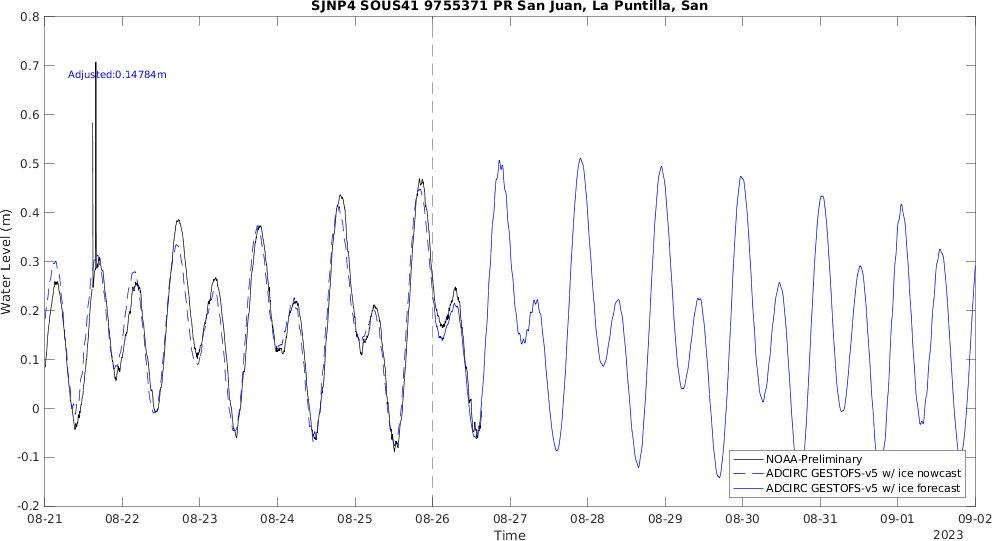 SJNP4 SOUS41 9755371 PR San Juan, La Puntilla, San
0.8
0.7
0.6
0.5
0.4
0.3
0.2
0.1
0
-0.1
-0.2
Water Level (m)
Adjusted:0.14784m
NOAA-Preliminary
ADCIRC GESTOFS-v5 w/ ice nowcast
ADCIRC GESTOFS-v5 w/ ice forecast
08-21 08-22 08-23 08-24 08-25 08-26 08-27 08-28 08-29 08-30 08-31 09-01 09-02
Time
2023